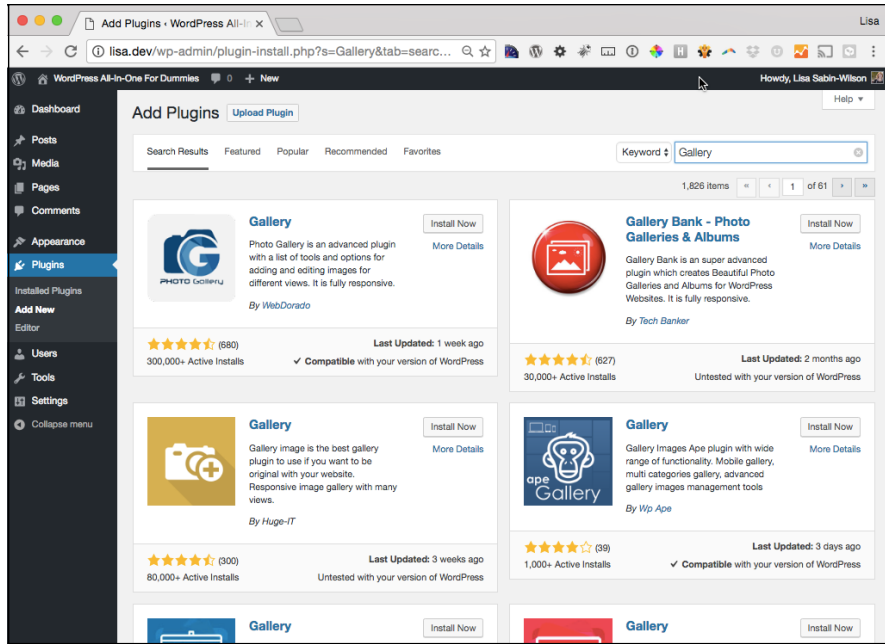 Add Plugins ‹ WordPress All-In
Lisa
lisa.dev/wp-admin/plugin-install.php?s=Gallery&tab=searc...
WordPress All-In-One For Dummies 0 + New
Howdy, Lisa Sabin-Wilson
Dashboard
Posts
Media
Pages
Comments
Appearance
Plugins
Installed Plugins
Add New
Editor
Users
Tools
Settings
Collapse menu
Help
Add Plugins Upload Plugin
Search Results Featured Popular Recommended Favorites
Keyword Gallery
1,826 items « ‹ 1 of 61 › »
PHOTO Gallery
Gallery
Install Now
More Details
Photo Gallery is an advanced plugin
with a list of tools and options for
adding and editing images for
different views. It is fully responsive.
By WebDorado
(680)
Last Updated: 1 week ago
300,000+ Active Installs
✓ Compatible with your version of WordPress
Gallery Bank - Photo
Galleries & Albums
Install Now
More Details
Gallery Bank is an super advanced
plugin which creates Beautiful Photo
Galleries and Albums for WordPress
Websites. It is fully responsive.
By Tech Banker
(627)
Last Updated: 2 months ago
30,000+ Active Installs
Untested with your version of WordPress
Gallery
Install Now
More Details
Gallery image is the best gallery
plugin to use if you want to be
original with your website.
Responsive image gallery with many
views.
By Huge-IT
(300)
Last Updated: 3 weeks ago
80,000+ Active Installs
Untested with your version of WordPress
ape
Gallery
Gallery
Install Now
More Details
Gallery Images Ape plugin with wide
range of functionality. Mobile gallery,
multi categories gallery, advanced
gallery images management tools
By Wp Ape
(39)
Last Updated: 3 days ago
1,000+ Active Installs
✓ Compatible with your version of WordPress
Gallery
Install Now
Gallery
Install Now